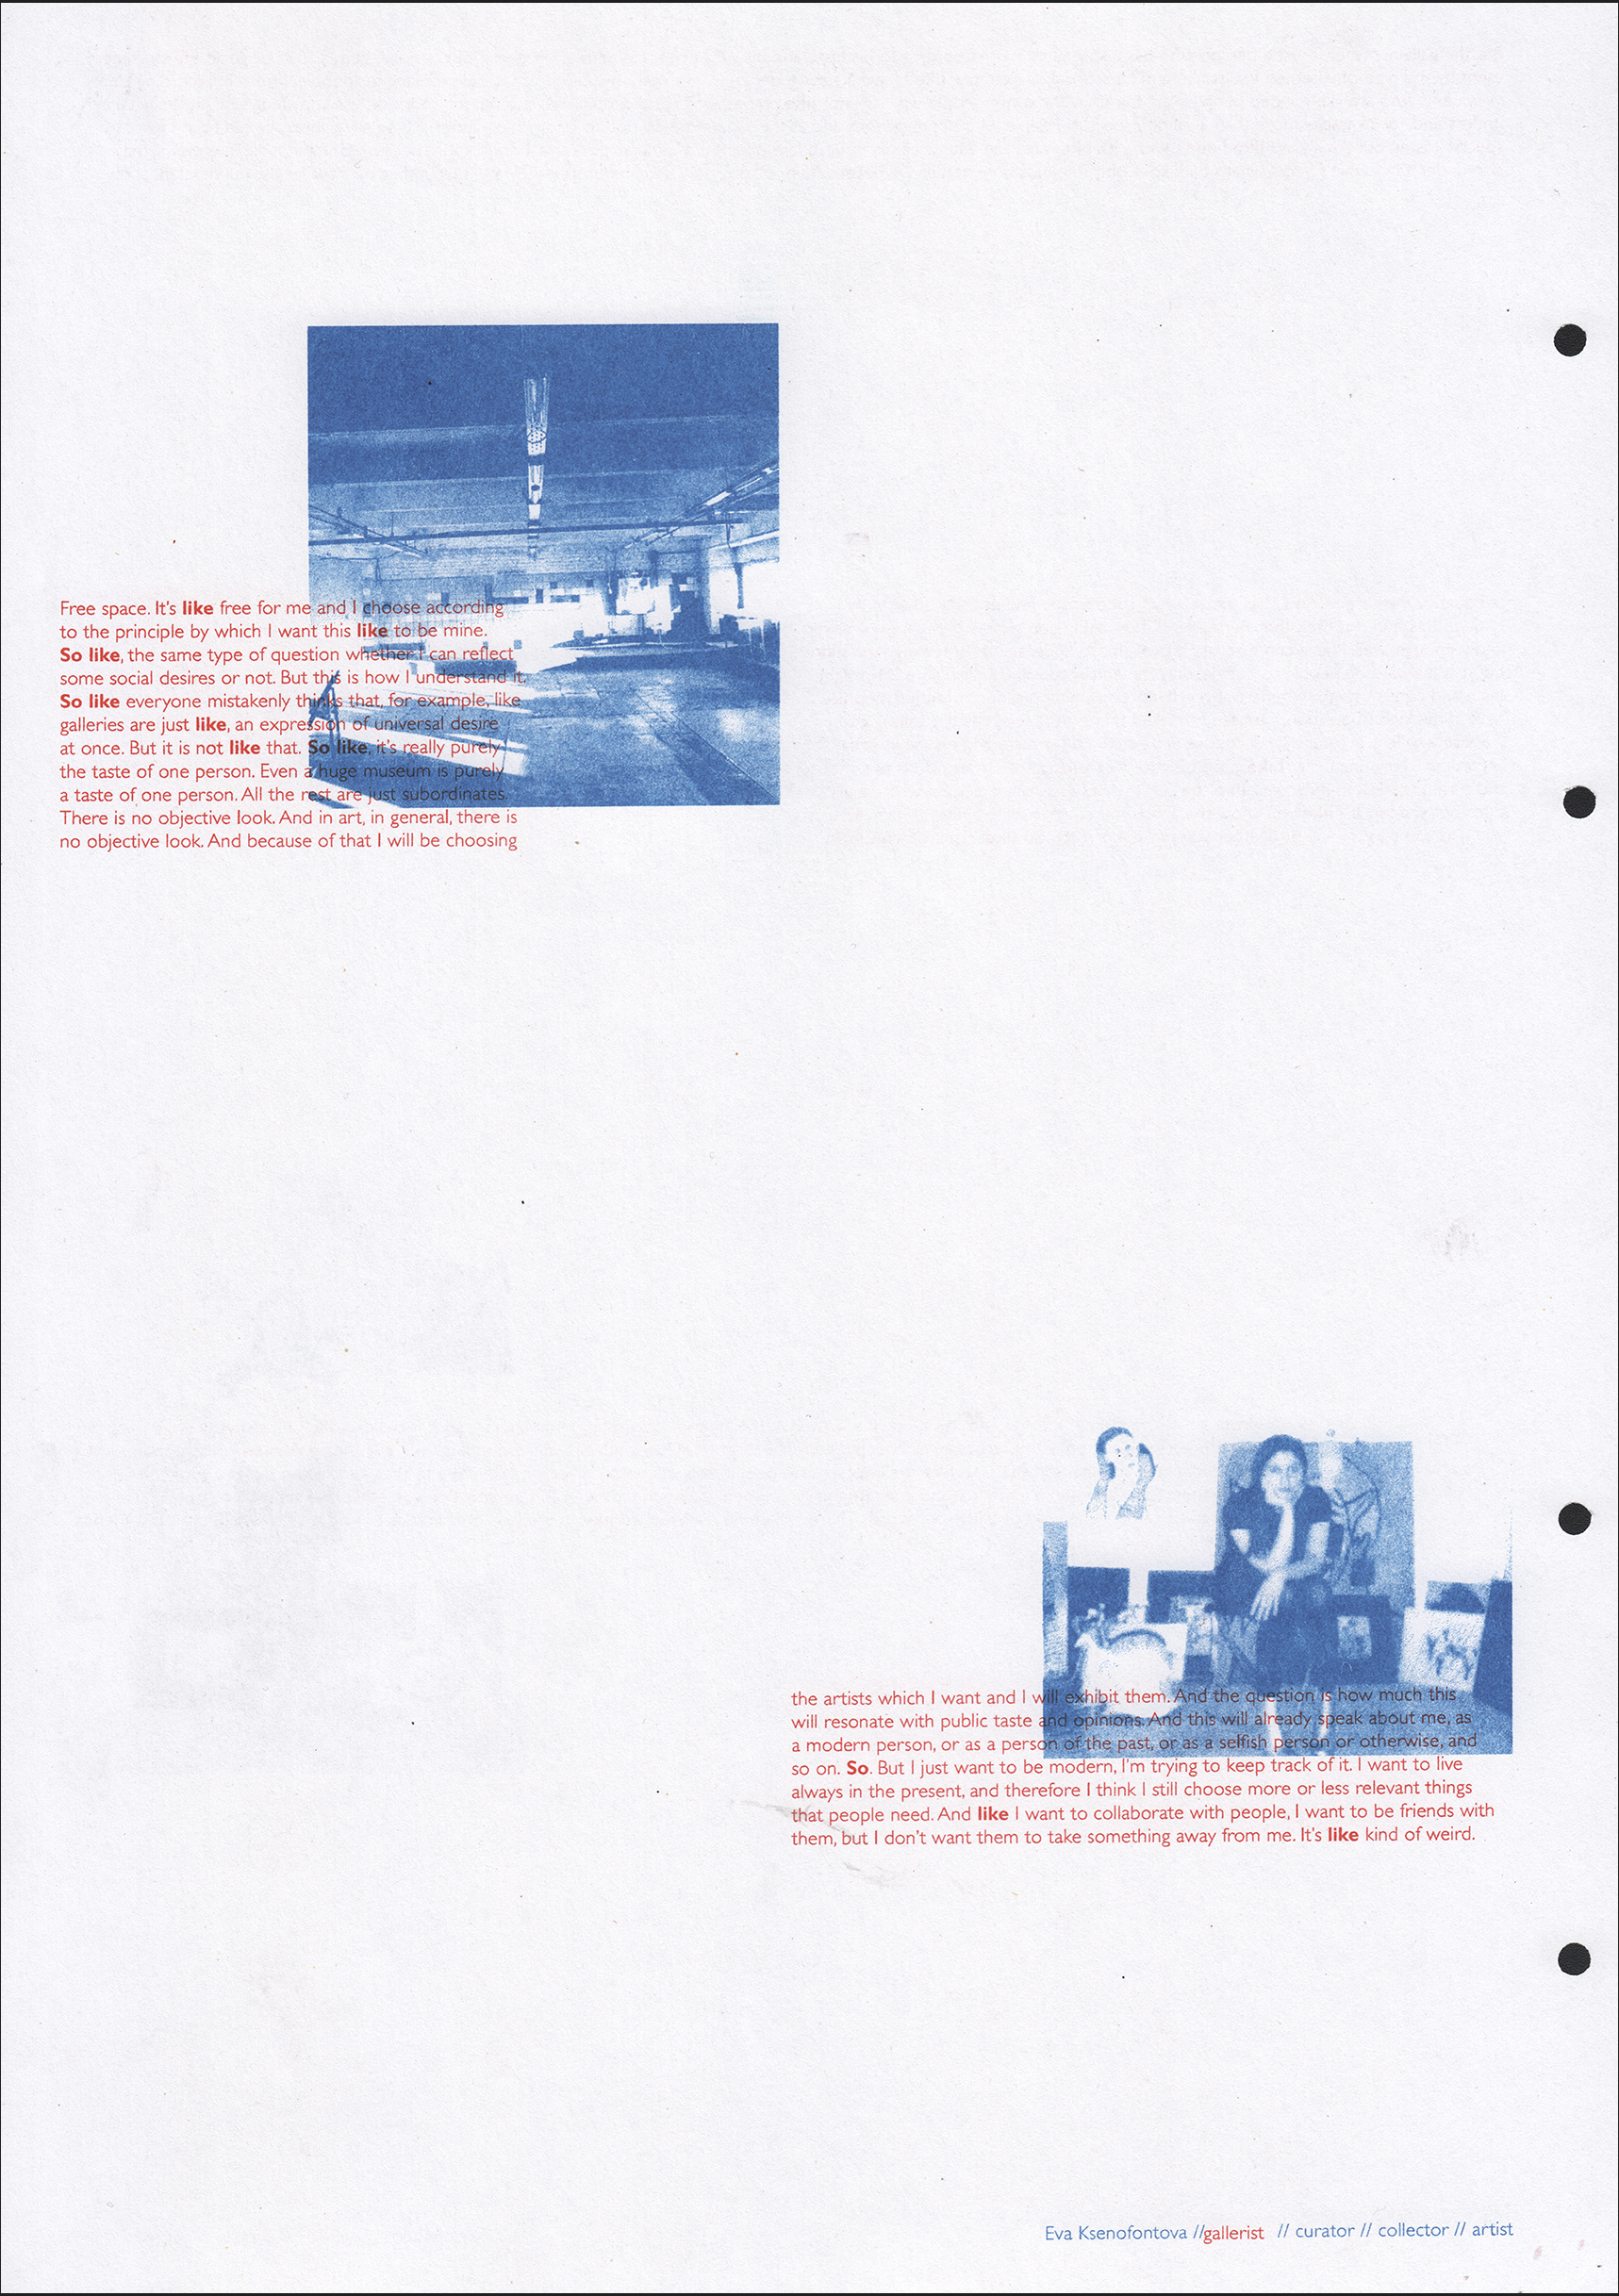 Free space. It's like free for me and I choose according
to the principle by which I want this like to be mine.
So like, the same type of question whether I can reflect
some social desires or not. But this is how I understand it.
So like everyone mistakenly thinks that, for example, like
galleries are just like, an expression of universal desire
at once. But it is not like that. So like, it's really purely
the taste of one person. Even a huge museum is purely
a taste of one person. All the rest are just subordinates.
There is no objective look. And in art, in general, there is
no objective look. And because of that I will be choosing
the artists which I want and I will exhibit them. And the question is how much this
will resonate with public taste and opinions. And this will already speak about me, as
a modern person, or as a person of the past, or as a selfish person or otherwise, and
so on. So. But I just want to be modern, I'm trying to keep track of it. I want to live
always in the present, and therefore I think I still choose more or less relevant things
that people need. And like I want to collaborate with people, I want to be friends with
them, but I don't want them to take something away from me. It's like kind of weird.
Eva Ksenofontova //gallerist // curator // collector // artist